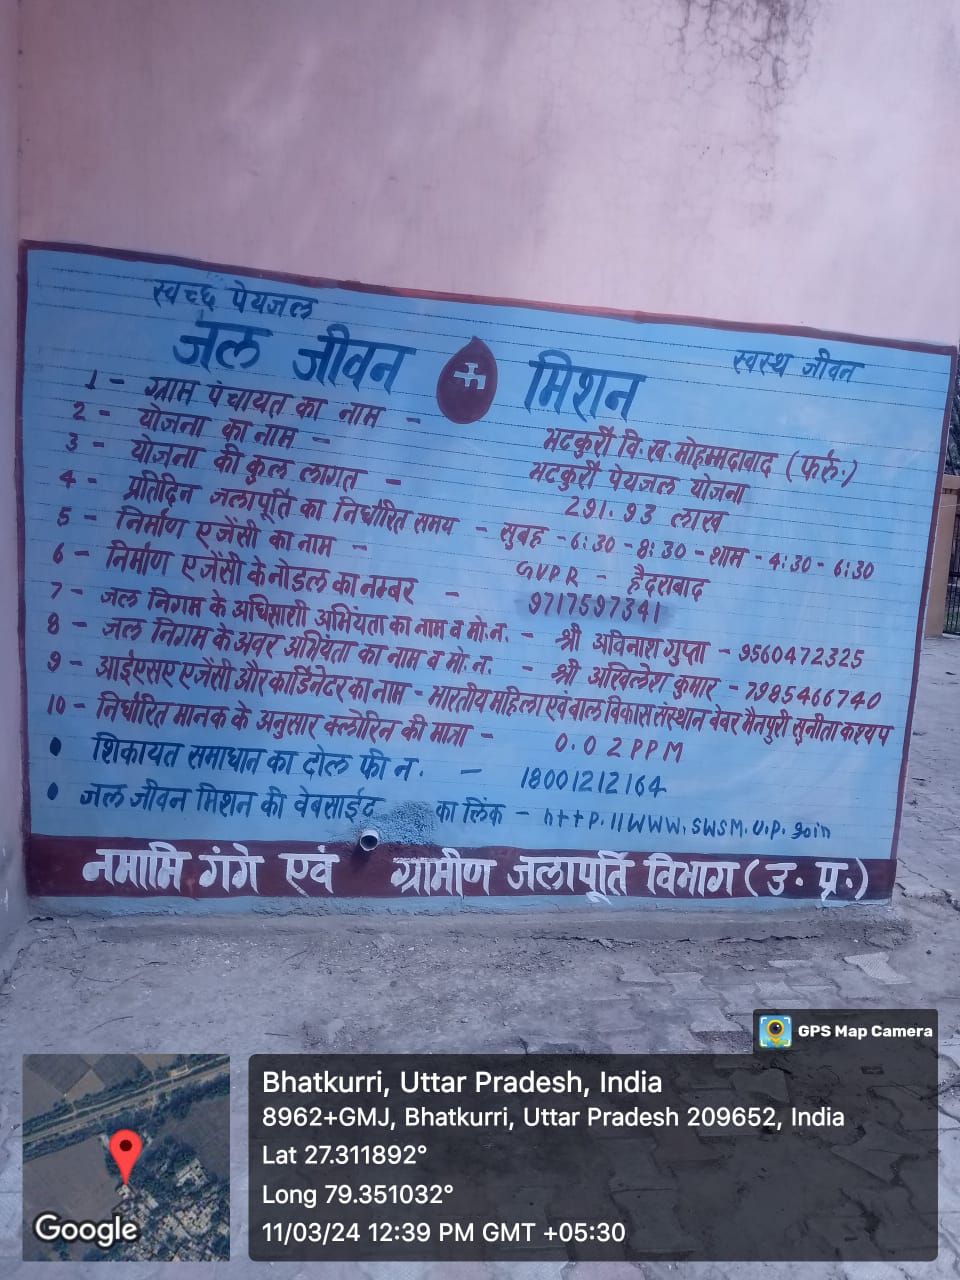 स्वच्छ पेयजल
स्वस्थ जीवन
जल जीवन मिशन
1 - ग्राम पंचायत का नाम - भटकुर्री वि.ख. मोहम्मदाबाद (फर्रु.)
2 - योजना का नाम - भटकुर्री पेयजल योजना
3 - योजना की कुल लागत - 291.93 लाख
4 - प्रतिदिन जलापूर्ति का निर्धारित समय - सुबह - 6:30 - 8:30 - शाम - 4:30 - 6:30
5 - निर्माण एजेंसी का नाम - GVPR - हैदराबाद
6 - निर्माण एजेंसी के नोडल का नम्बर - 9717597341
7 - जल निगम के अधिसाशी अभियंता का नाम व मो.न. - श्री अविनाश गुप्ता - 9560472325
8 - जल निगम के अवर अभियंता का नाम व मो.न. - श्री अखिलेश कुमार - 7985466740
9 - आईएसए एजेंसी और कार्डिनेटर का नाम - भारतीय महिला एवं बाल विकास संस्थान बेवर मैनपुरी सुनीता कश्यप
10 - निर्धारित मानक के अनुसार क्लोरिन की मात्रा - 0.02 PPM
• शिकायत समाधान का टोल फ्री न. - 18001212164
• जल जीवन मिशन की वेबसाईट का लिंक - http.//WWW.SWSM.U.P. goin
नमामि गंगे एवं ग्रामीण जलापूर्ति विभाग (उ. प्र.)
GPS Map Camera
Bhatkurri, Uttar Pradesh, India
8962+GMJ, Bhatkurri, Uttar Pradesh 209652, India
Lat 27.311892°
Long 79.351032°
11/03/24 12:39 PM GMT +05:30
Google